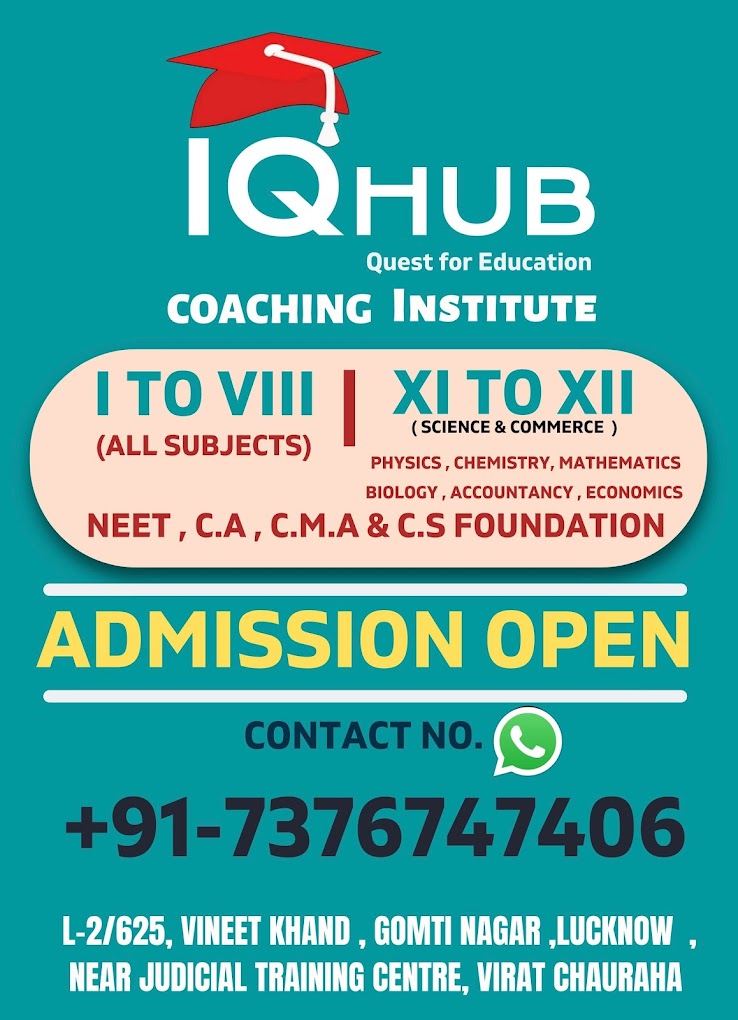 IQHUB
Quest for Education
COACHING INSTITUTE
I TO VIII
(ALL SUBJECTS)
XI TO XII
( SCIENCE & COMMERCE )
PHYSICS , CHEMISTRY, MATHEMATICS
BIOLOGY , ACCOUNTANCY , ECONOMICS
NEET , C.A , C.M.A & C.S FOUNDATION
ADMISSION OPEN
CONTACT NO.
+91-7376747406
L-2/625, VINEET KHAND , GOMTI NAGAR ,LUCKNOW ,
NEAR JUDICIAL TRAINING CENTRE, VIRAT CHAURAHA